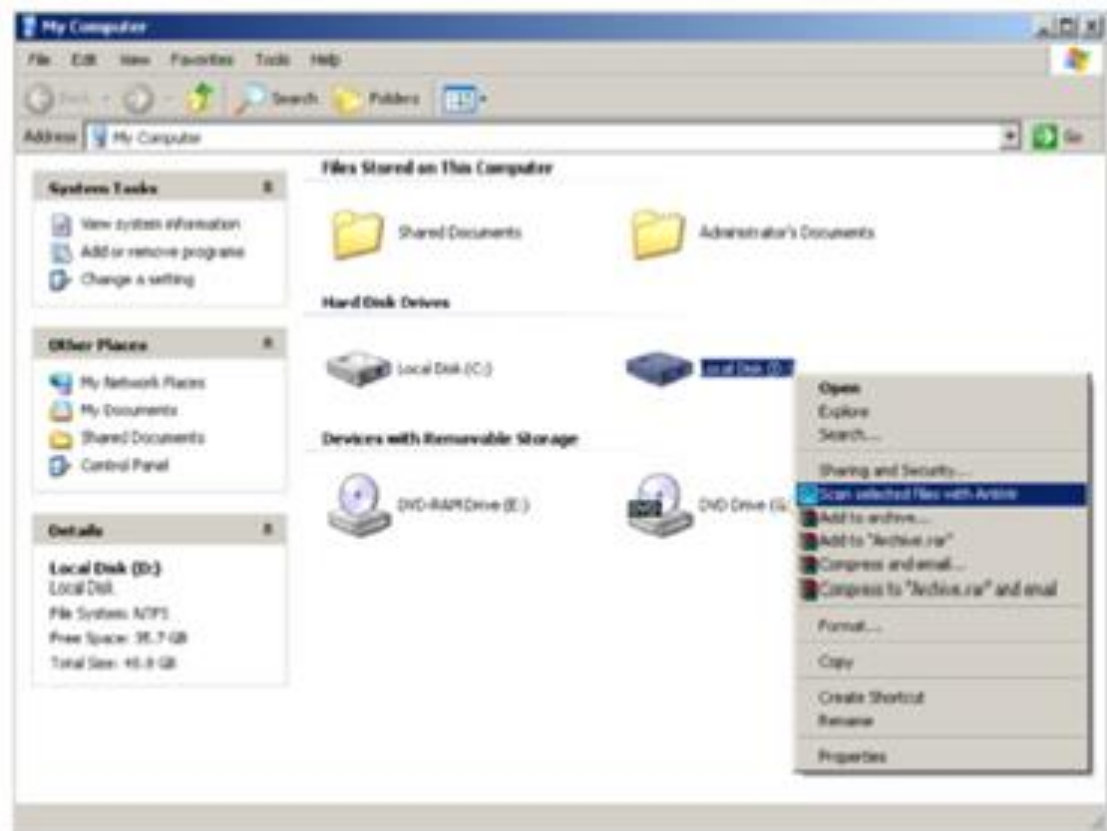 My Computer
File Edit View Favorites Tools Help
Back Search Folders
Address My Computer Go
System Tasks
View system information
Add or remove programs
Change a setting
Other Places
My Network Places
My Documents
Shared Documents
Control Panel
Details
Local Disk (D:)
Local Disk
File System: NTFS
Free Space: 35.7 GB
Total Size: GB
Files Stored on This Computer
Shared Documents
Administrator's Documents
Hard Disk Drives
Local Disk (C:)
Local Disk (D:)
Devices with Removable Storage
DVD-RAM Drive (E:)
DVD Drive (G:
DVD
Open
Explore
Search...
Sharing and Security...
Scan selected files with AntiVir
Add to archive...
Add to "Archive.rar"
Compress and email...
Compress to "Archive.rar" and email
Format...
Copy
Create Shortcut
Rename
Properties